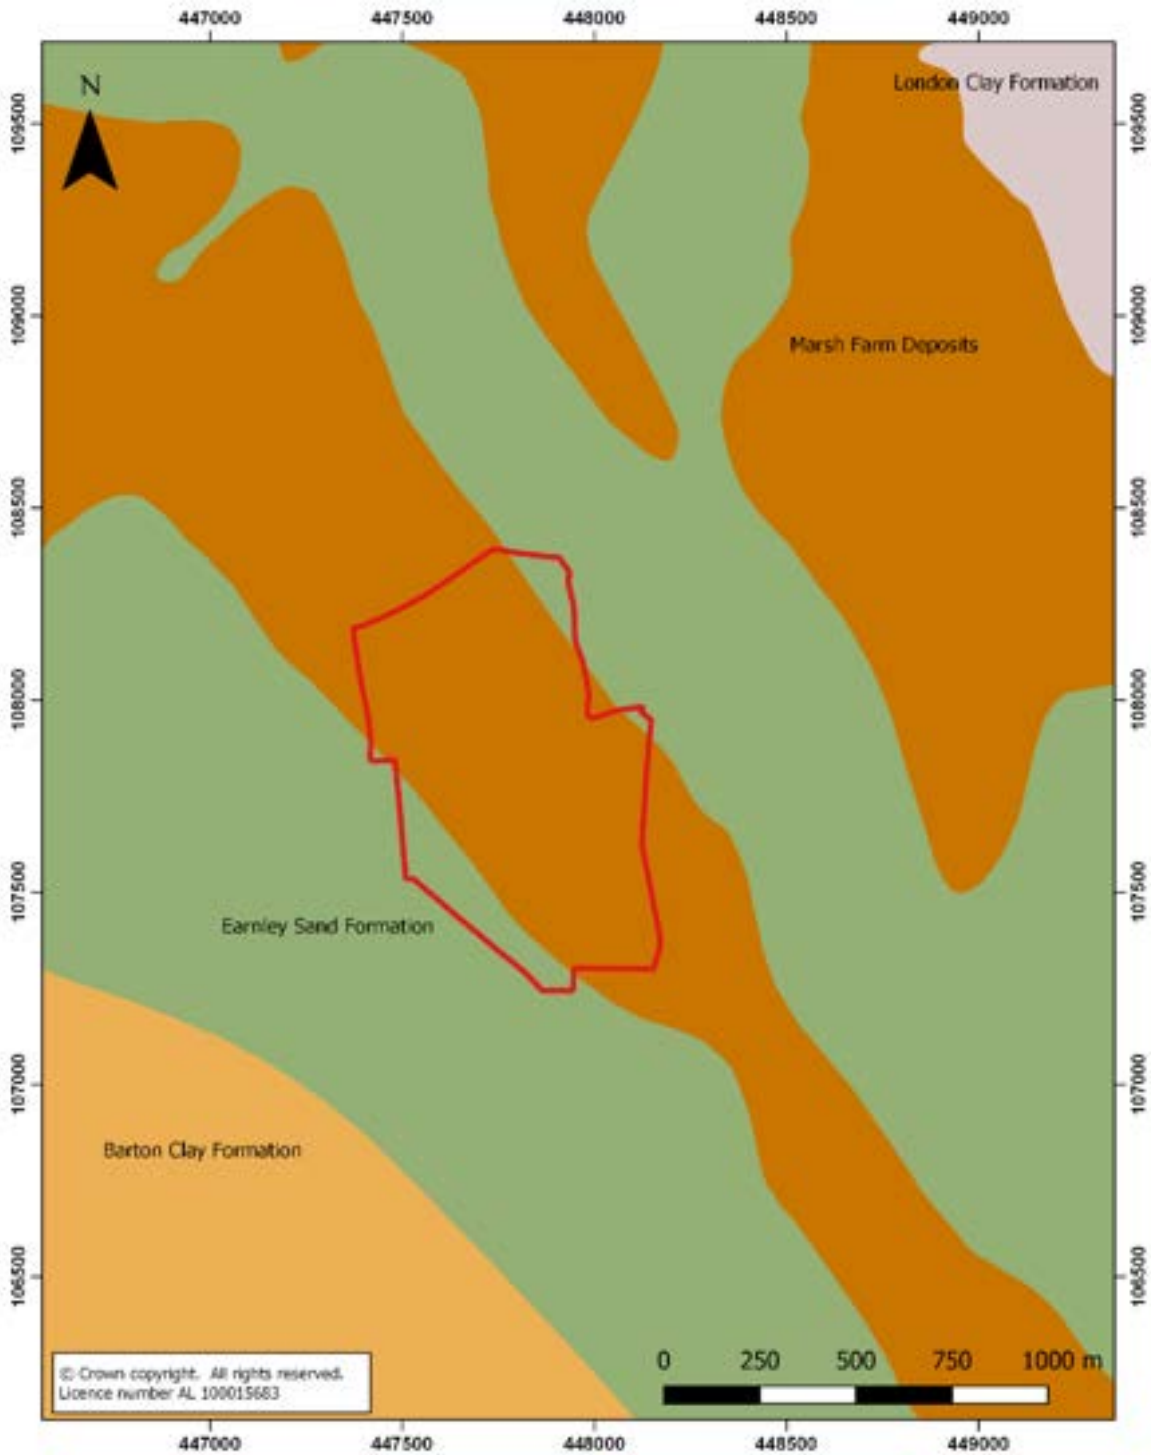 447000 447500 448000 448500 449000
N
London Clay Formation
109500 109500
109000 109000
Marsh Farm Deposits
108500 108500
108000 108000
107500 107500
Earnley Sand Formation
107000 107000
Barton Clay Formation
106500 106500
0 250 500 750 1000 m
© Crown copyright. All rights reserved.
Licence number AL 100015683
447000 447500 448000 448500 449000